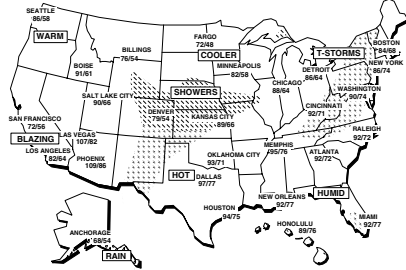 SEATTLE
86/58
WARM
BILLINGS
76/54
FARGO
72/48
COOLER
MINNEAPOLIS
82/58
T-STORMS
BOSTON
84/68
NEW YORK
86/74
DETROIT
86/64
BOISE
91/61
CHICAGO
88/64
WASHINGTON
90/74
SALT LAKE CITY
90/66
SHOWERS
DENVER
79/54
KANSAS CITY
89/66
CINCINNATI
92/71
SAN FRANCISCO
72/56
BLAZING
LAS VEGAS
107/82
LOS ANGELES
82/64
PHOENIX
109/86
RALEIGH
92/72
MEMPHIS
95/76
ATLANTA
92/72
OKLAHOMA CITY
93/71
HOT
DALLAS
97/77
HOUSTON
94/75
NEW ORLEANS
92/77
HUMID
MIAMI
92/77
HONOLULU
89/76
ANCHORAGE
68/54
RAIN